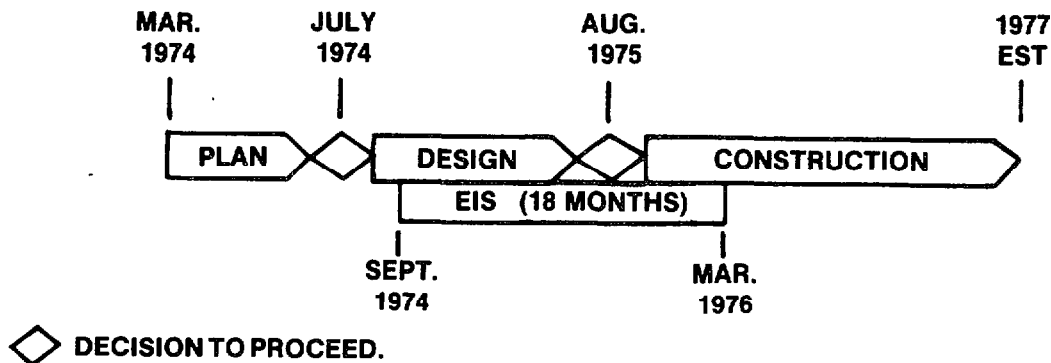 MAR.
1974
JULY
1974
AUG.
1975
1977
EST
PLAN
DESIGN
CONSTRUCTION
EIS (18 MONTHS)
SEPT.
1974
MAR.
1976
DECISION TO PROCEED.